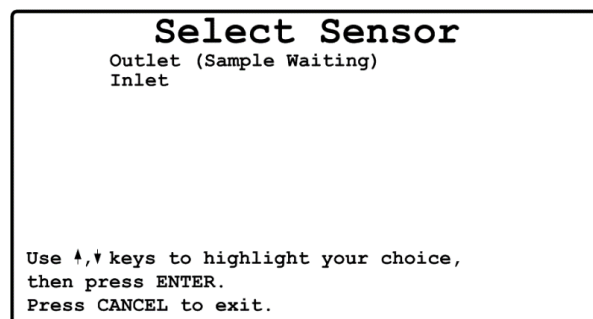 Select Sensor
Outlet (Sample Waiting)
Inlet
Use ↑,↓ keys to highlight your choice,
then press ENTER.
Press CANCEL to exit.